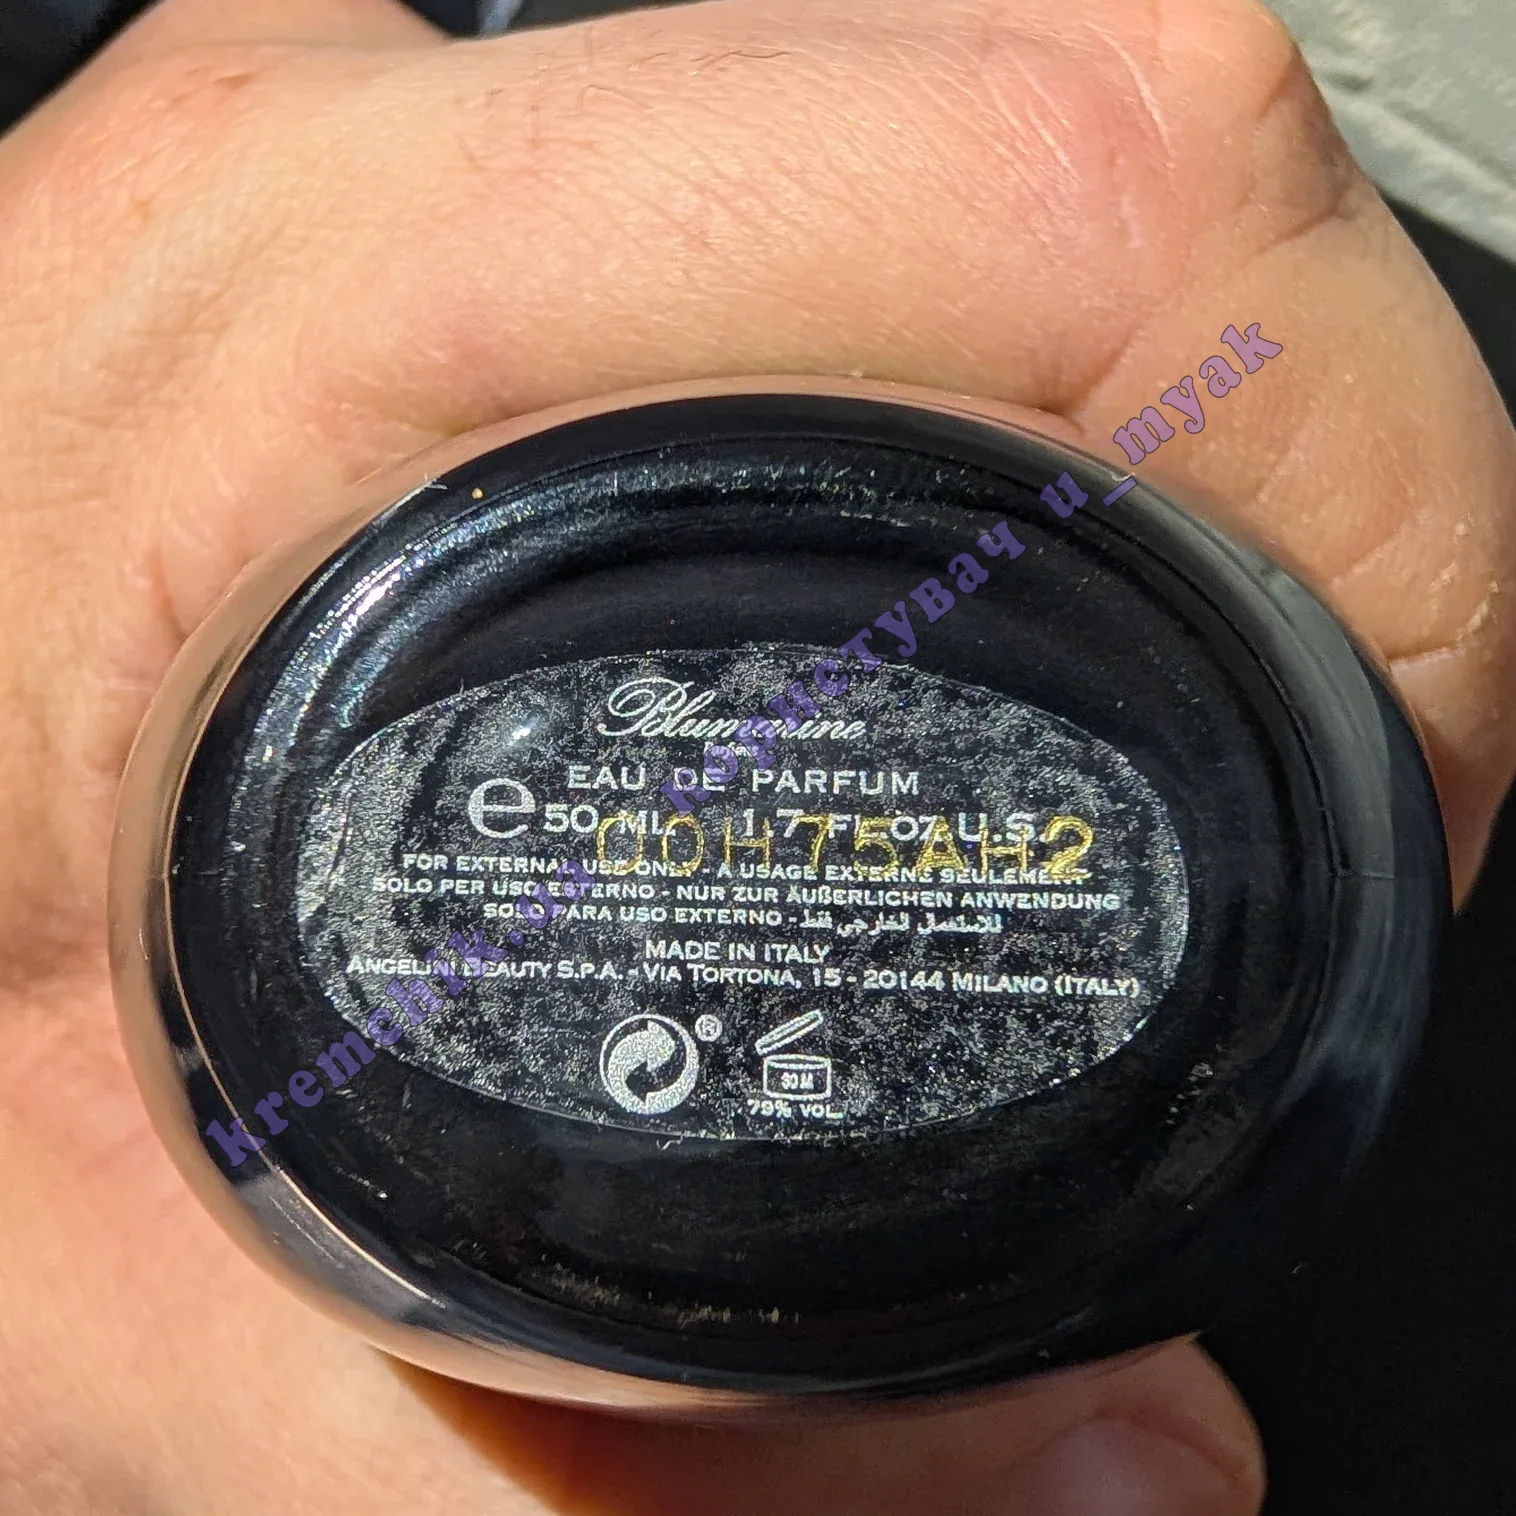 Blumarine
EAU DE PARFUM
e 50 ML 1.7 FL OZ U.S.
00H75AH2
FOR EXTERNAL USE ONLY - À USAGE EXTERNE SEULEMENT
SOLO PER USO ESTERNO - NUR ZUR ÄUßERLICHEN ANWENDUNG
SOLO PARA USO EXTERNO - للاستعمال الخارجي فقط
MADE IN ITALY
ANGELINI BEAUTY S.P.A. - VIA TORTONA, 15 - 20144 MILANO (ITALY)
®
30 M
79% VOL.
kremchik.ua користувач u_myak